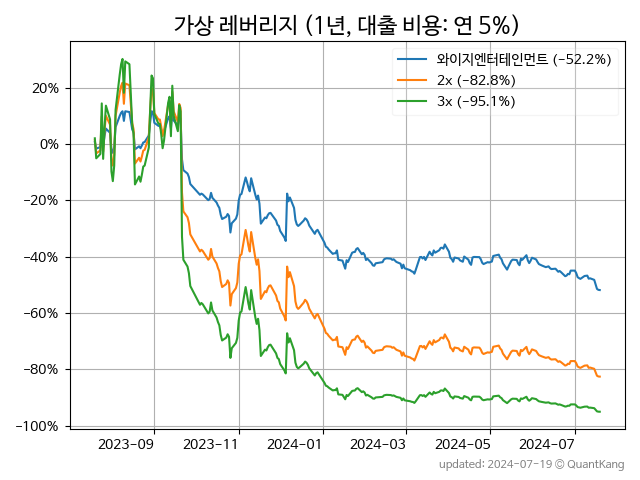 가상 레버리지 (1년, 대출 비용: 연 5%)
와이지엔터테인먼트 (−52.2%)
2x (−82.8%)
3x (−95.1%)
20%
0%
−20%
−40%
−60%
−80%
−100%
2023-09 2023-11 2024-01 2024-03 2024-05 2024-07
updated: 2024-07-19 © QuantKang